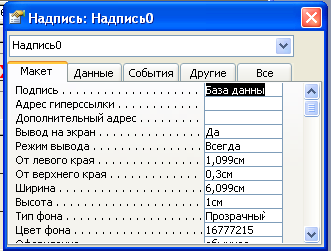 Надпись: Надпись0
Надпись0
Макет Данные События Другие Все
Подпись База данны
Адрес гиперссылки
Дополнительный адрес
Вывод на экран Да
Режим вывода Всегда
От левого края 1,099см
От верхнего края 0,3см
Ширина 6,099см
Высота 1см
Тип фона Прозрачный
Цвет фона 16777215